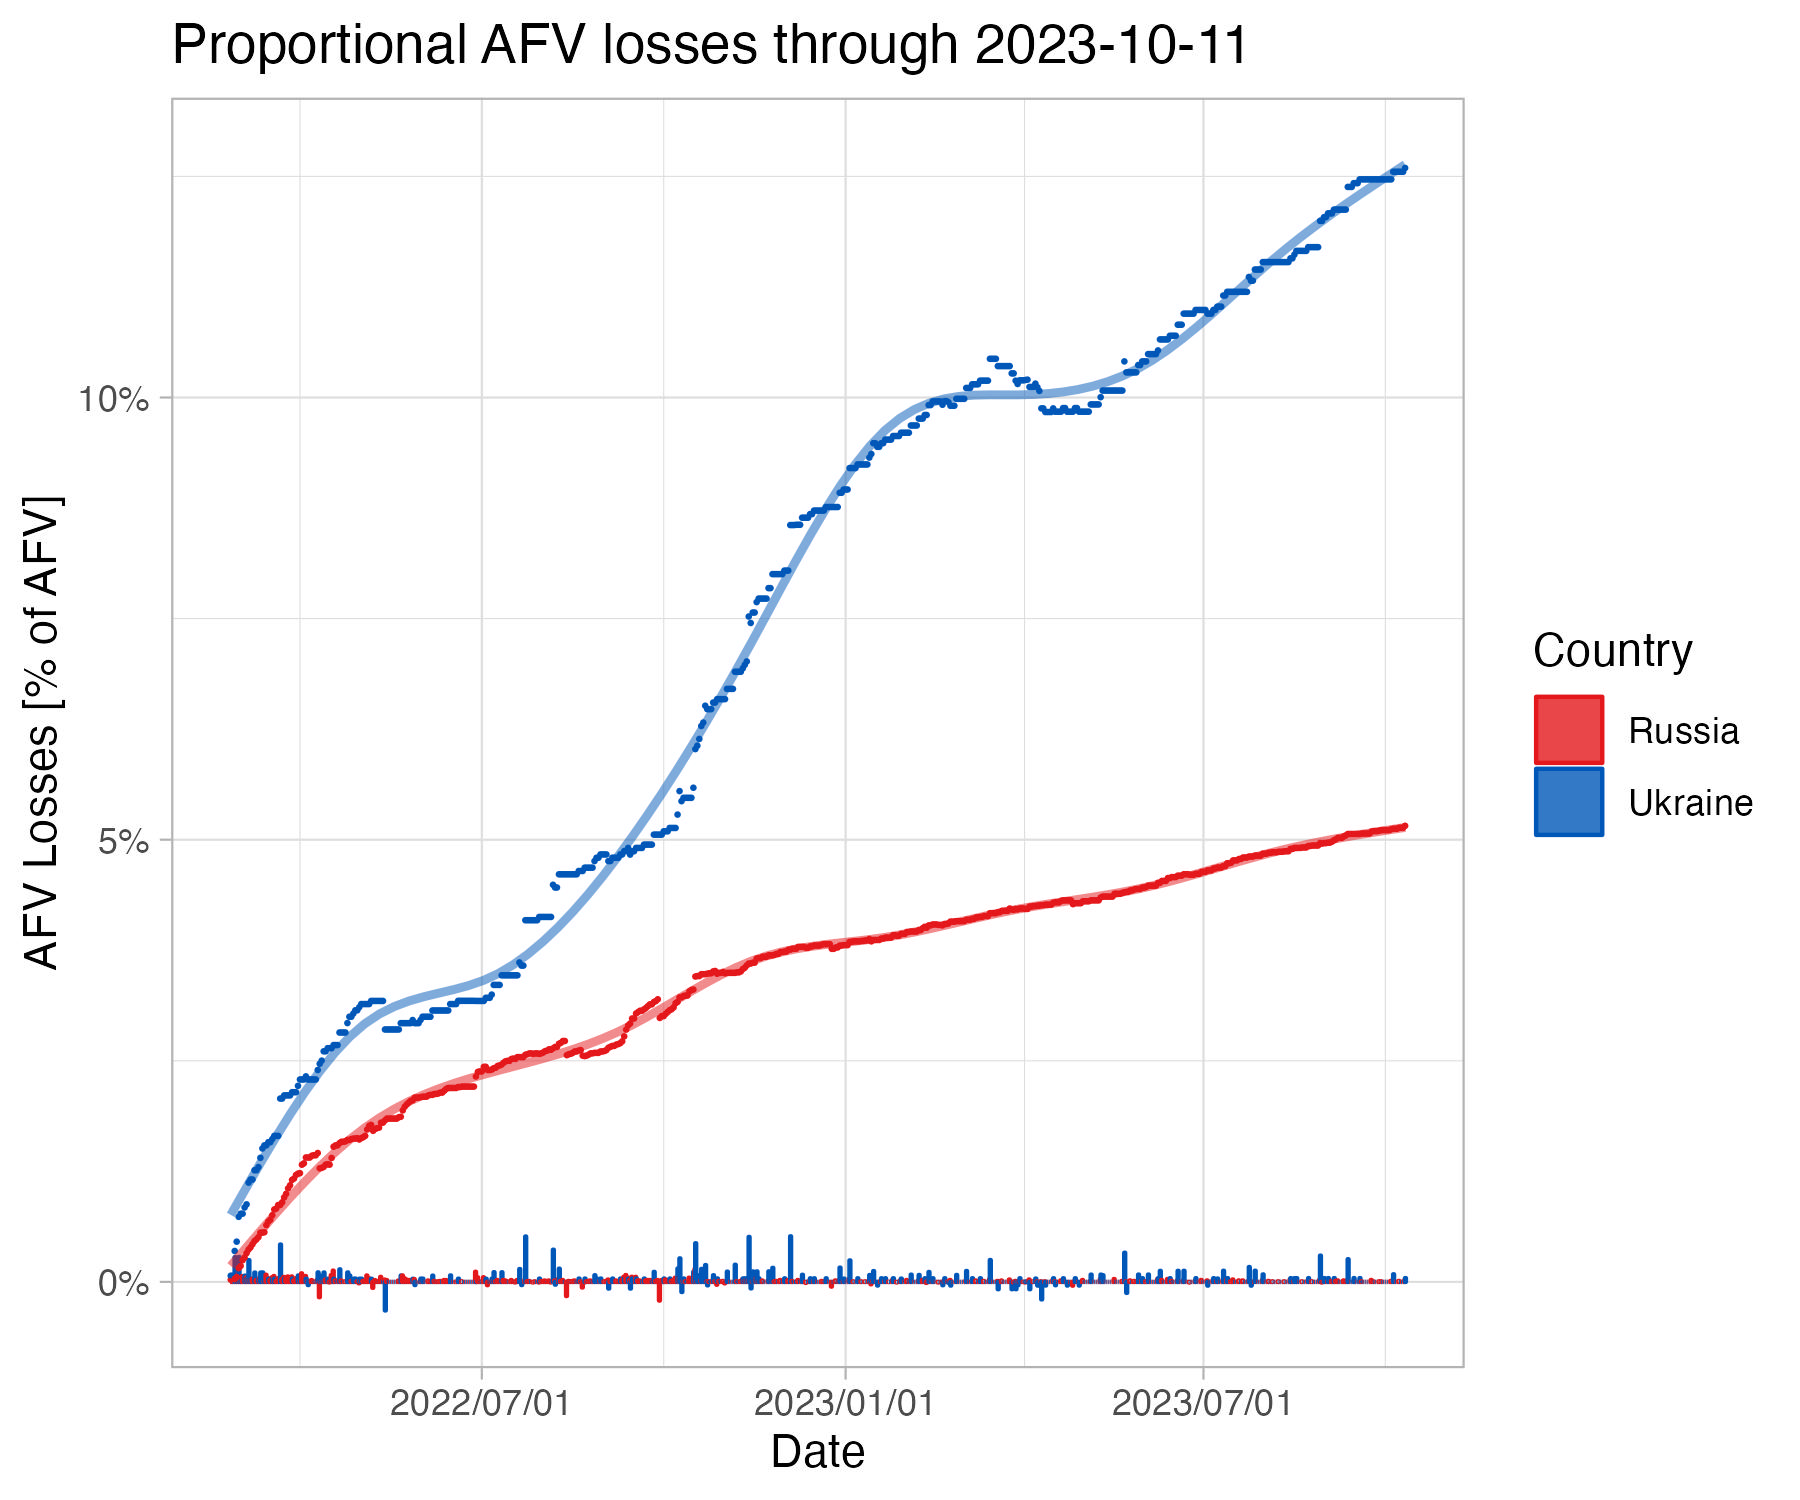 Proportional AFV losses through 2023-10-11
AFV Losses [% of AFV]
10%
5%
0%
2022/07/01
2023/01/01
2023/07/01
Date
Country
Russia
Ukraine